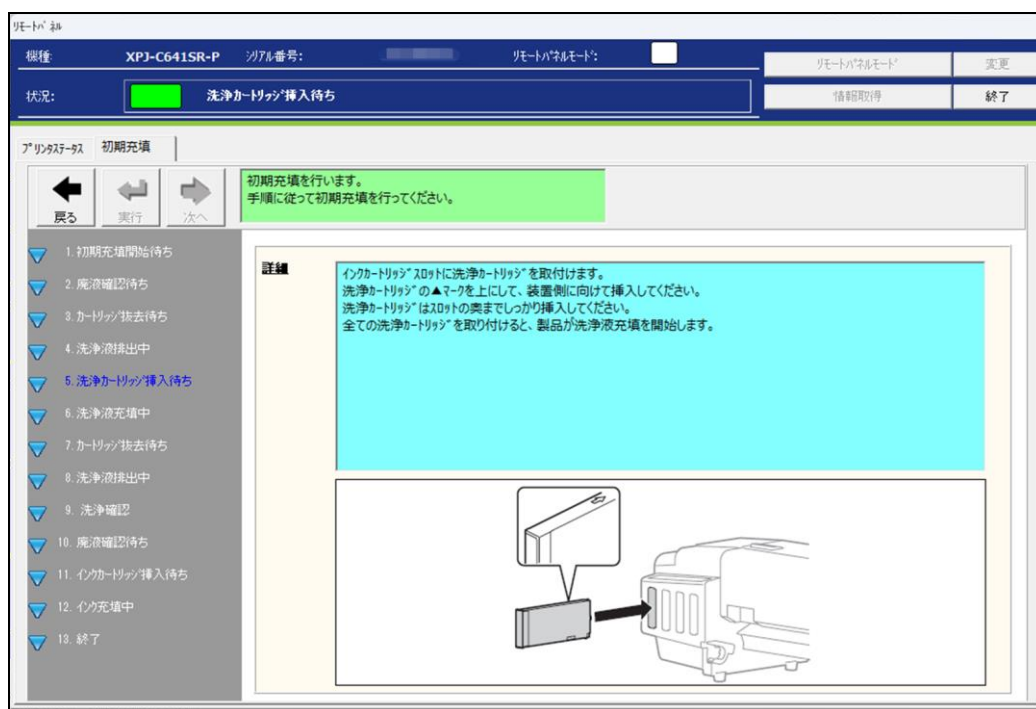 リモートパネル
機種: XPJ-C641SR-P シリアル番号: リモートパネルモード:
リモートパネルモード 変更
状況: 洗浄カートリッジ挿入待ち
情報取得 終了
プリンタステータス 初期充填
戻る 実行 次へ
初期充填を行います。
手順に従って初期充填を行ってください。
1. 初期充填開始待ち
2. 廃液確認待ち
3. カートリッジ抜去待ち
4. 洗浄液排出中
5. 洗浄カートリッジ挿入待ち
6. 洗浄液充填中
7. カートリッジ抜去待ち
8. 洗浄液排出中
9. 洗浄確認
10. 廃液確認待ち
11. インクカートリッジ挿入待ち
12. インク充填中
13. 終了
詳細
インクカートリッジスロットに洗浄カートリッジを取付けます。
洗浄カートリッジの▲マークを上にして、装置側に向けて挿入してください。
洗浄カートリッジはスロットの奥までしっかり挿入してください。
全ての洗浄カートリッジを取り付けると、製品が洗浄液充填を開始します。